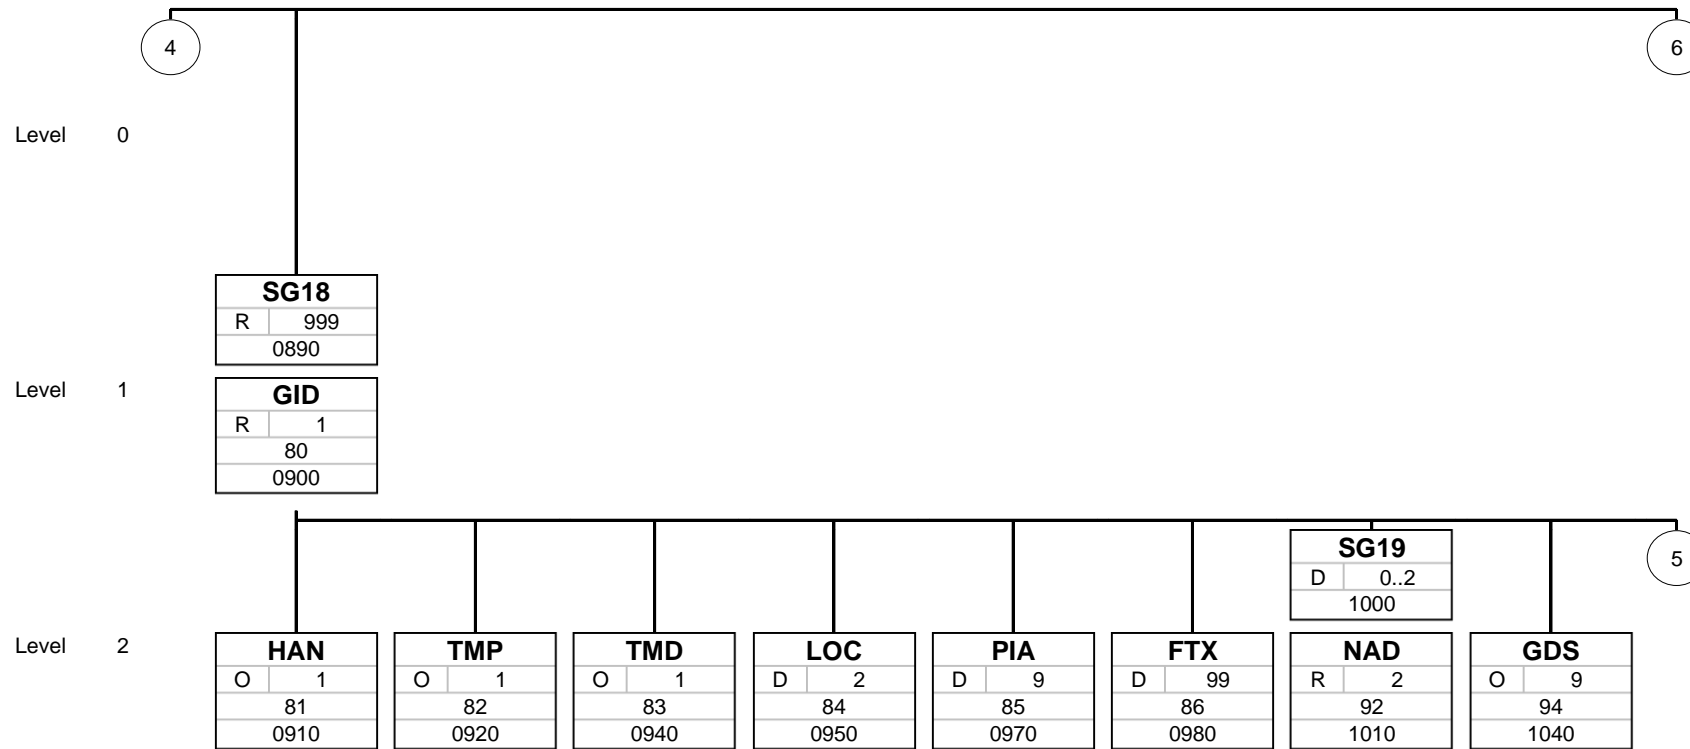 4 6
Level 0
SG18
R 999
0890
Level 1
GID
R 1
80
0900
SG19
D 0..2
1000
5
Level 2
HAN TMP TMD LOC PIA FTX NAD GDS
O 1 O 1 O 1 D 2 D 9 D 99 R 2 O 9
81 82 83 84 85 86 92 94
0910 0920 0940 0950 0970 0980 1010 1040